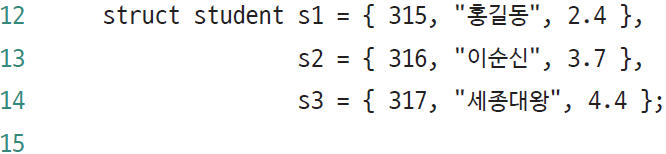 12 struct student s1 = { 315, "홍길동", 2.4 },
13 s2 = { 316, "이순신", 3.7 },
14 s3 = { 317, "세종대왕", 4.4 };
15